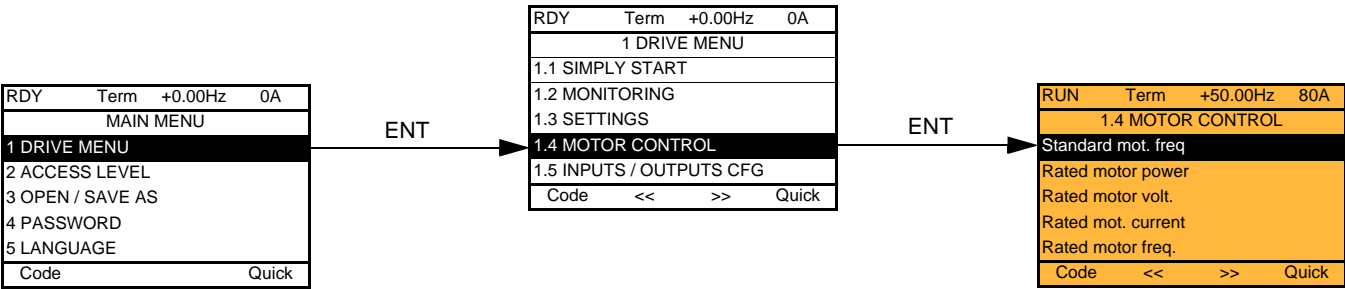 RDY Term +0.00Hz 0A
MAIN MENU
1 DRIVE MENU
2 ACCESS LEVEL
3 OPEN / SAVE AS
4 PASSWORD
5 LANGUAGE
Code Quick
ENT
RDY Term +0.00Hz 0A
1 DRIVE MENU
1.1 SIMPLY START
1.2 MONITORING
1.3 SETTINGS
1.4 MOTOR CONTROL
1.5 INPUTS / OUTPUTS CFG
Code << >> Quick
ENT
RUN Term +50.00Hz 80A
1.4 MOTOR CONTROL
Standard mot. freq
Rated motor power
Rated motor volt.
Rated mot. current
Rated motor freq.
Code << >> Quick